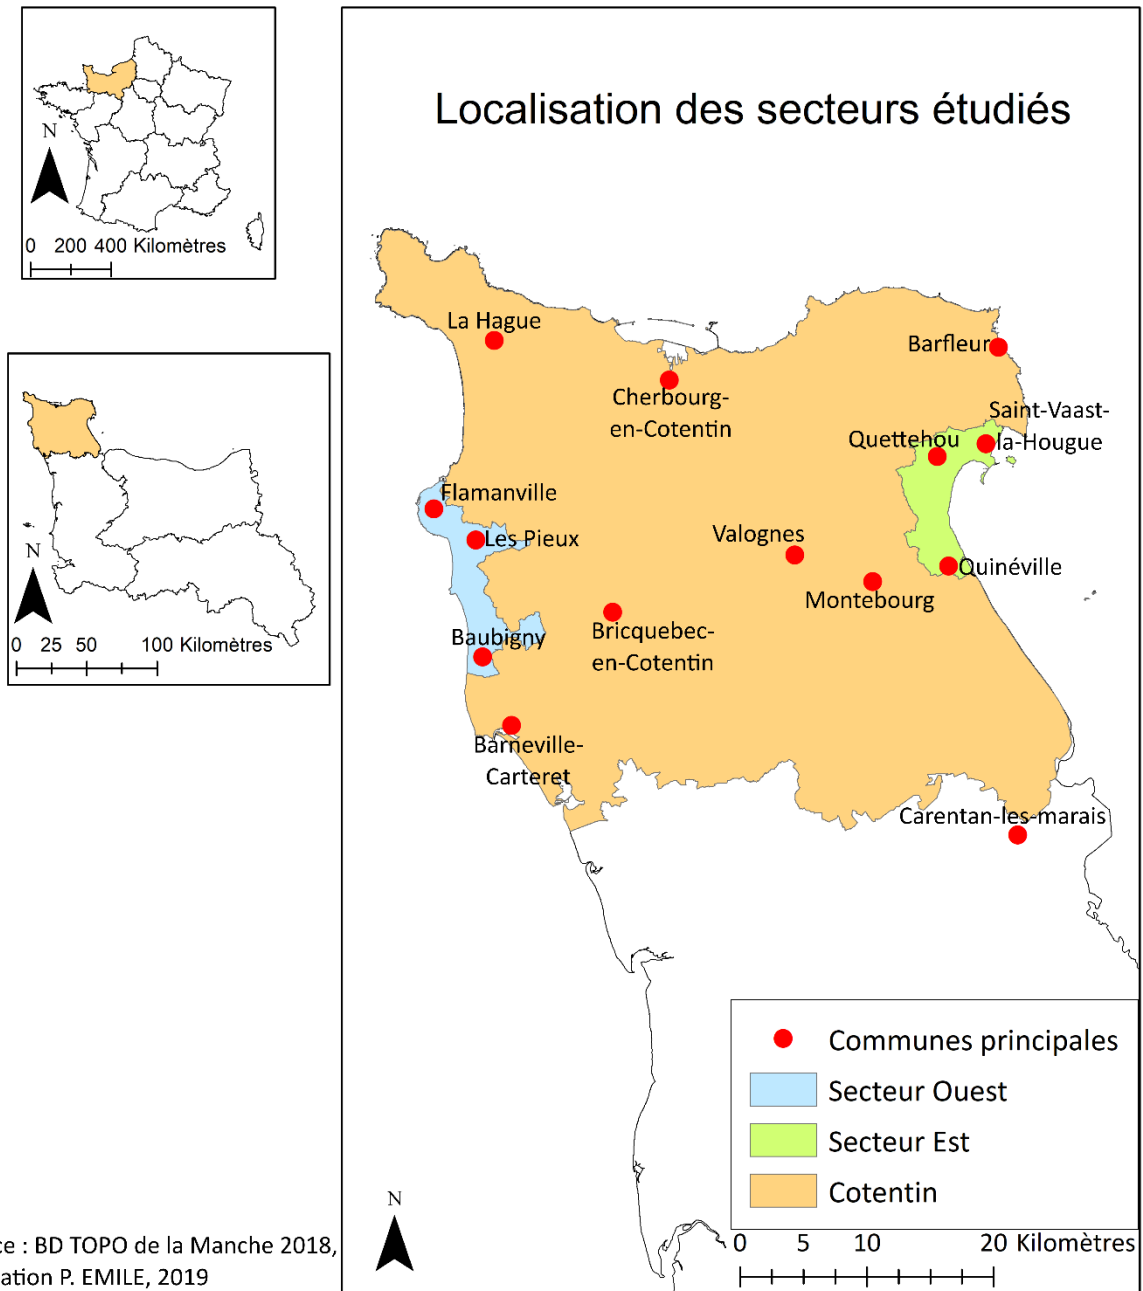 N
0 200 400 Kilomètres
N
0 25 50 100 Kilomètres
Localisation des secteurs étudiés
La Hague
Barfleur
Cherbourg-
en-Cotentin
Saint-Vaast-
la-Hougue
Quettehou
Flamanville
Les Pieux
Valognes
Quinéville
Montebourg
Bricquebec-
en-Cotentin
Baubigny
Barneville-
Carteret
Carentan-les-marais
Communes principales
Secteur Ouest
Secteur Est
Cotentin
N
0 5 10 20 Kilomètres
ce : BD TOPO de la Manche 2018,
ation P. EMILE, 2019